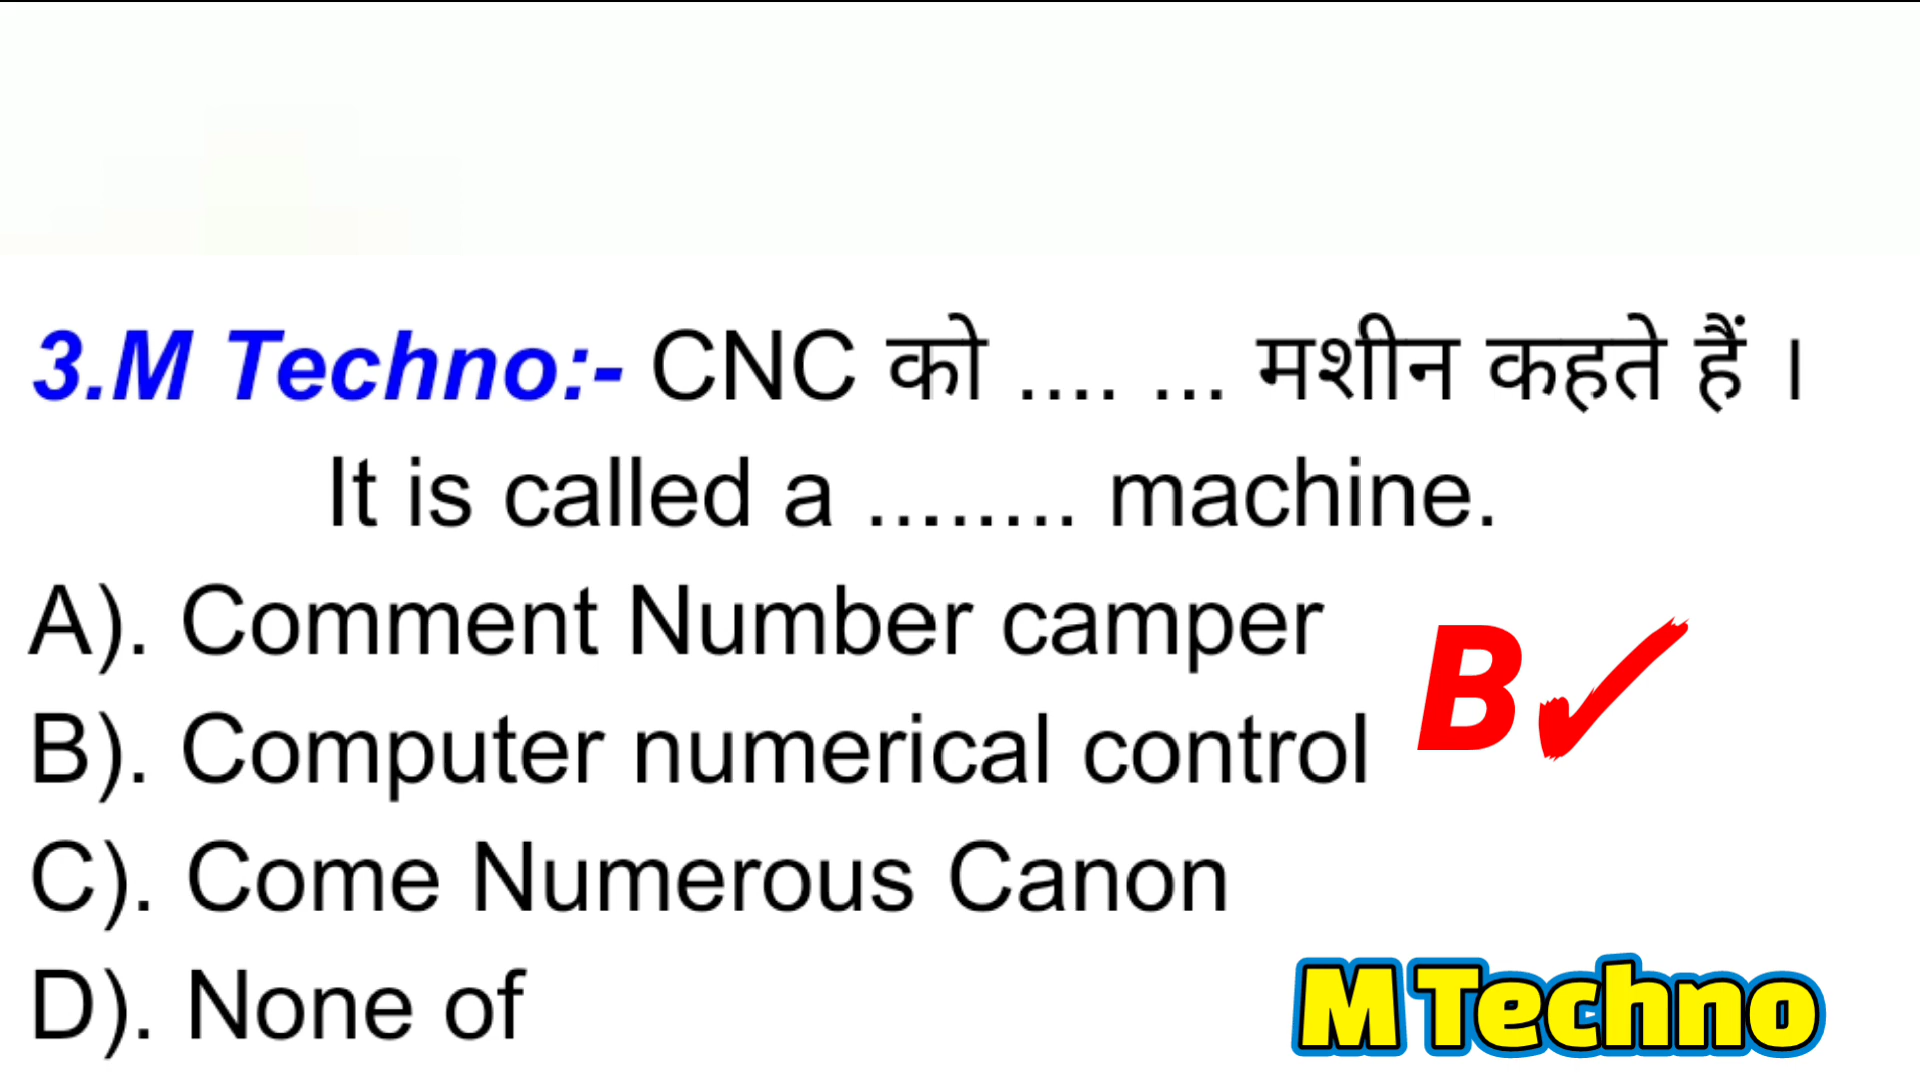 3.M Techno:- CNC को .... ... मशीन कहते हैं ।
It is called a ........ machine.
A). Comment Number camper
B). Computer numerical control
B✓
C). Come Numerous Canon
D). None of
M Techno